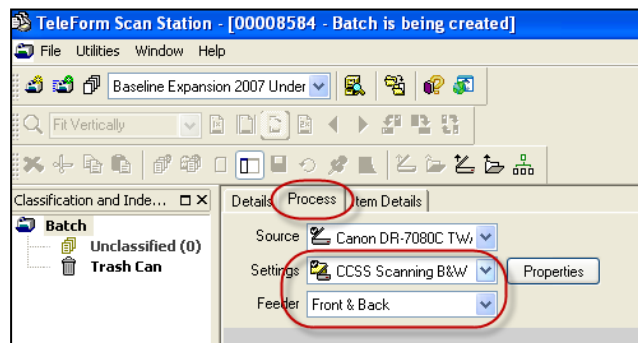 TeleForm Scan Station - [00008584 - Batch is being created]
File Utilities Window Help
Baseline Expansion 2007 Under
Fit Vertically
Classification and Inde...
Details Process Item Details
Batch
Unclassified (0)
Trash Can
Source Canon DR-7080C TW
Settings CCSS Scanning B&W Properties
Feeder Front & Back